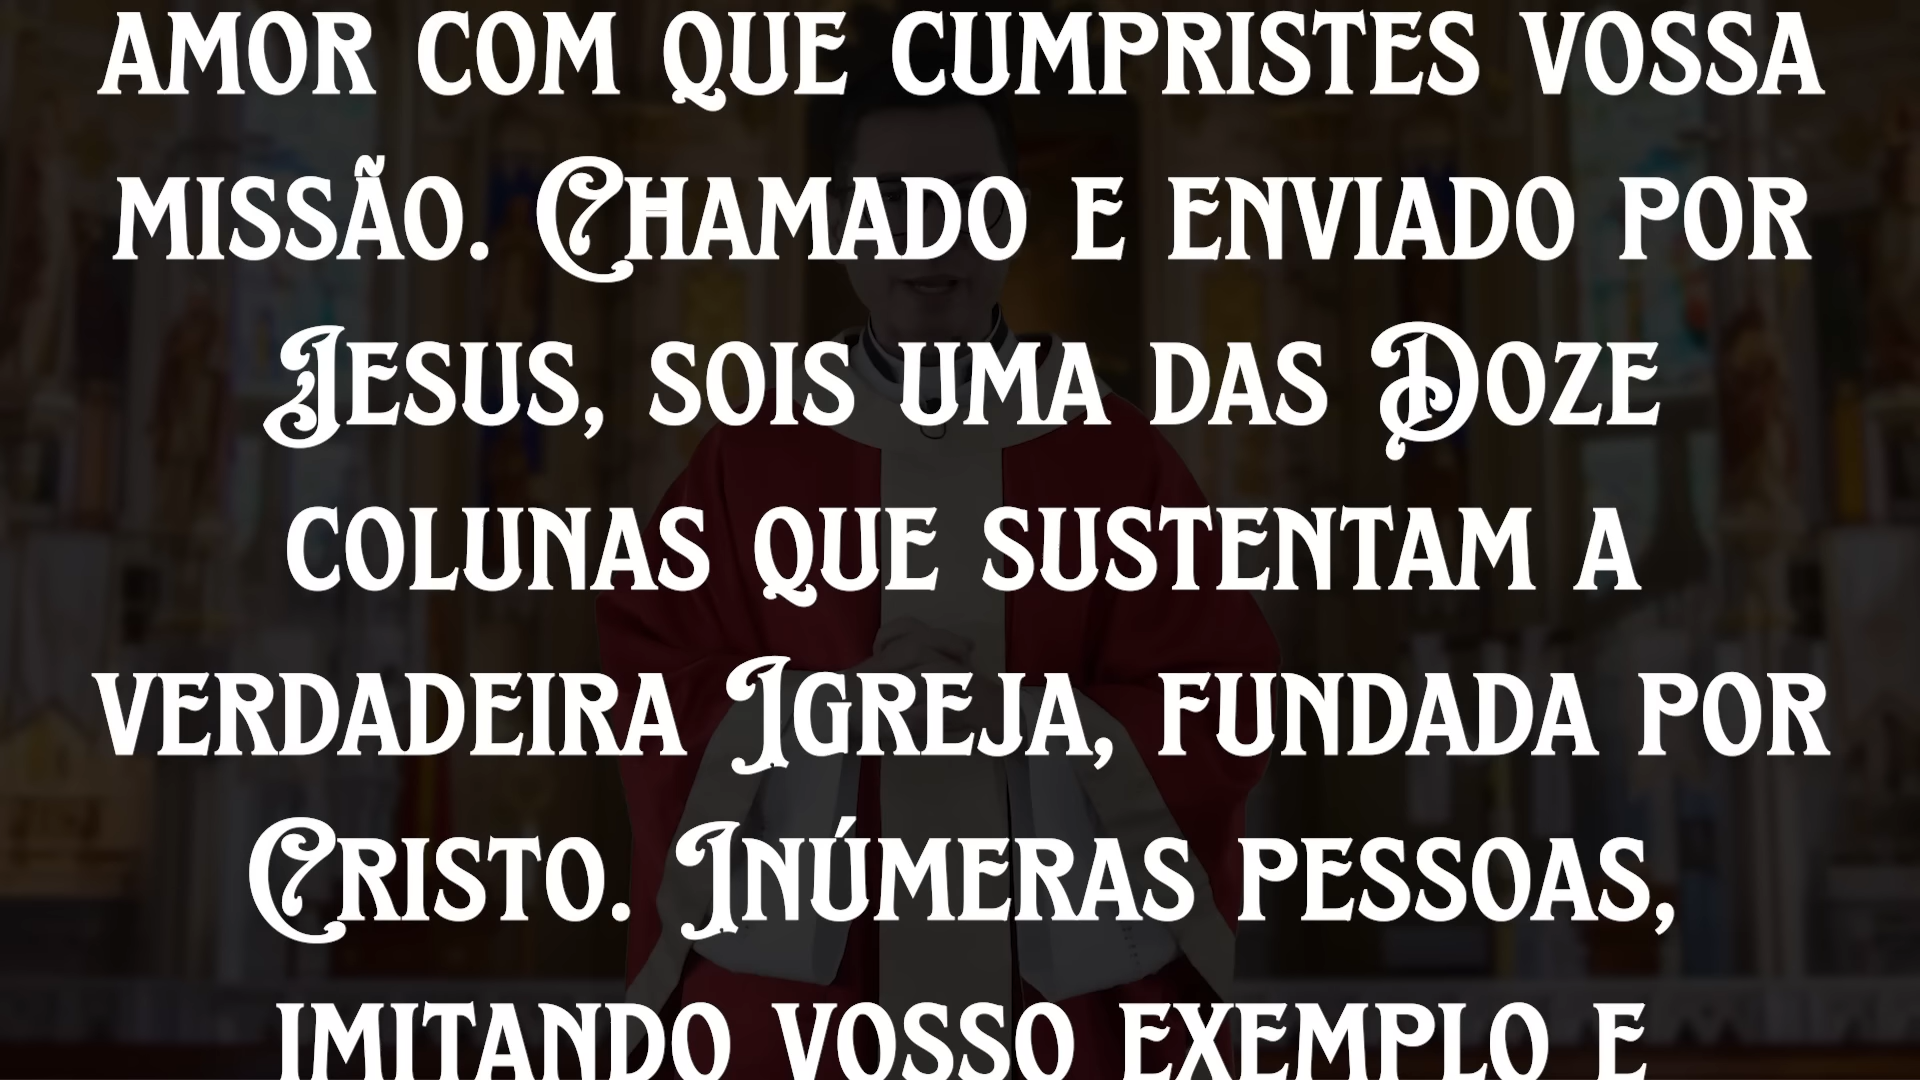 amor com que cumpristes vossa
missão. Chamado e enviado por
Jesus, sois uma das Doze
colunas que sustentam a
verdadeira Igreja, fundada por
Cristo. Inúmeras pessoas,
imitando vosso exemplo e